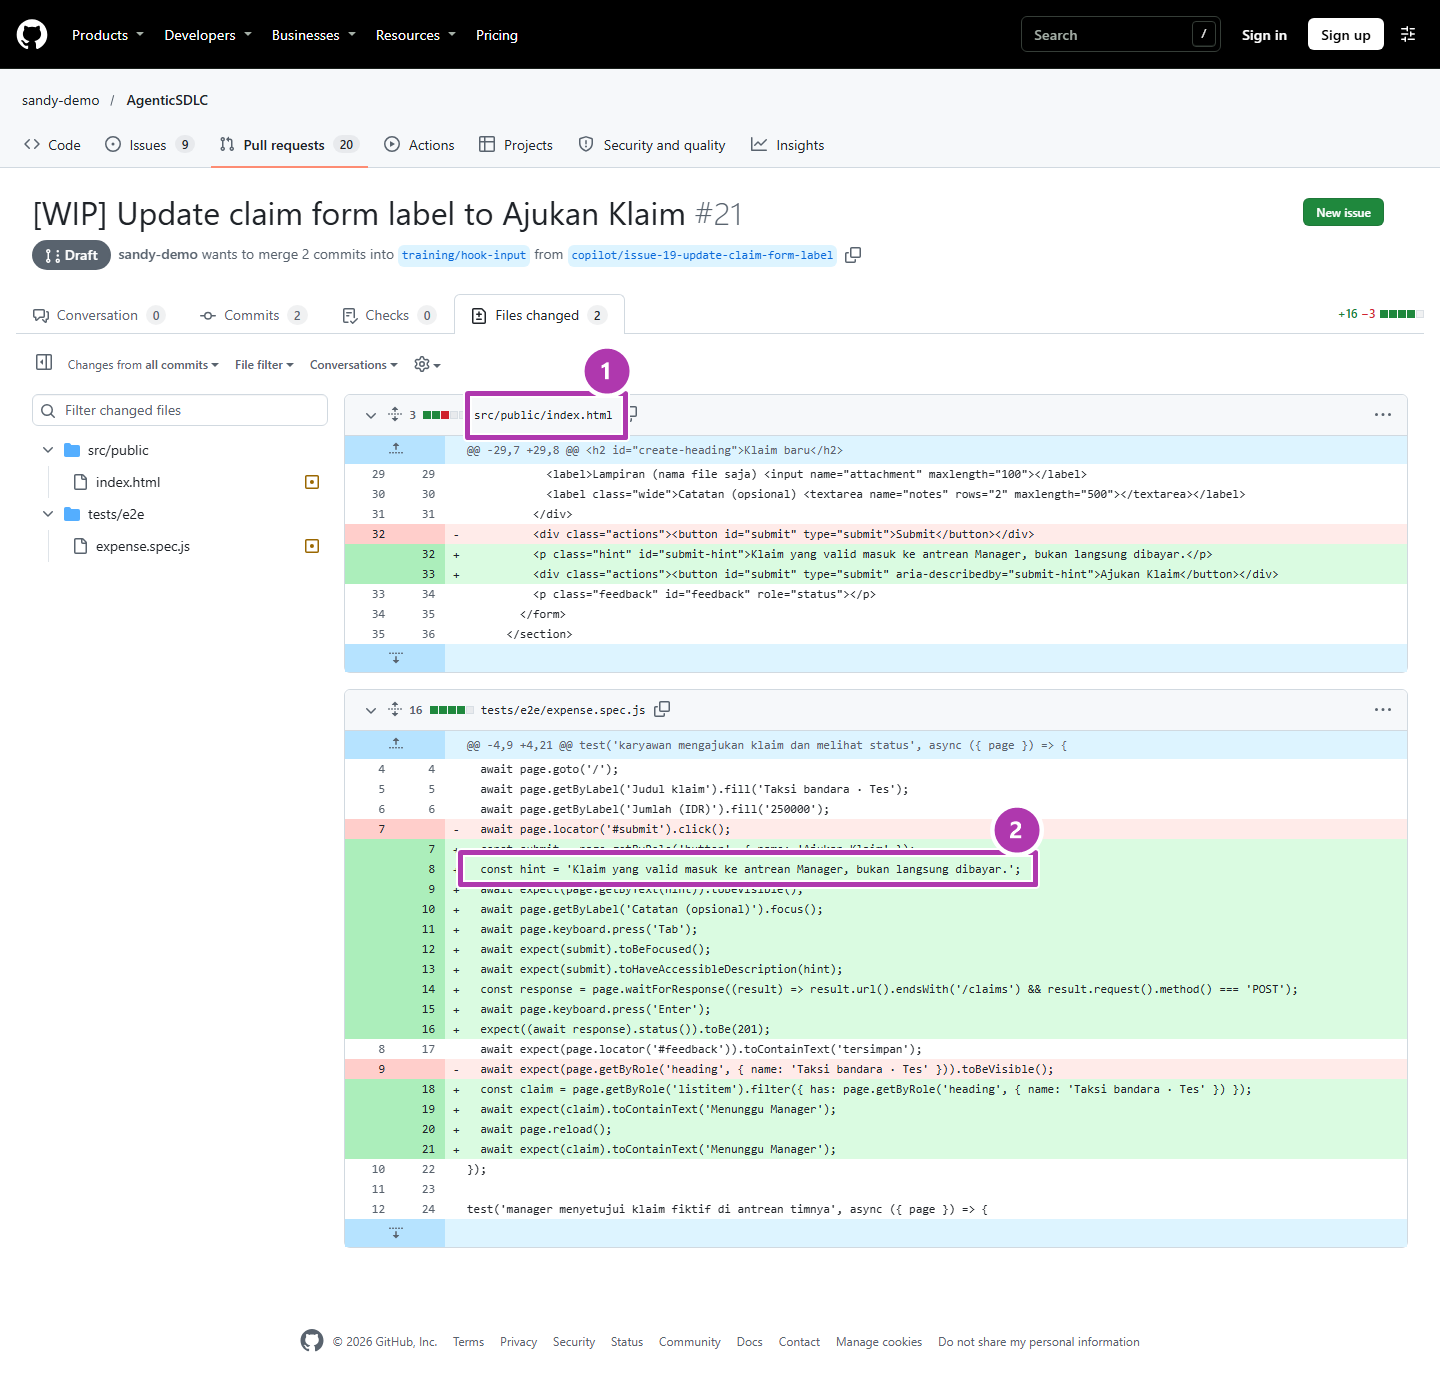 Products Developers Businesses Resources Pricing Search / Sign in Sign up
sandy-demo / AgenticSDLC
Code Issues 9 Pull requests 20 Actions Projects Security and quality Insights
[WIP] Update claim form label to Ajukan Klaim #21
New issue
Draft sandy-demo wants to merge 2 commits into training/hook-input from copilot/issue-19-update-claim-form-label
Conversation 0 Commits 2 Checks 0 Files changed 2 +16 −3
Changes from all commits File filter Conversations
1
Filter changed files
src/public
index.html
tests/e2e
expense.spec.js
3 src/public/index.html
@@ -29,7 +29,8 @@ <h2 id="create-heading">Klaim baru</h2>
29 29 <label>Lampiran (nama file saja) <input name="attachment" maxlength="100"></label>
30 30 <label class="wide">Catatan (opsional) <textarea name="notes" rows="2" maxlength="500"></textarea></label>
31 31 </div>
32 - <div class="actions"><button id="submit" type="submit">Submit</button></div>
32 + <p class="hint" id="submit-hint">Klaim yang valid masuk ke antrean Manager, bukan langsung dibayar.</p>
33 + <div class="actions"><button id="submit" type="submit" aria-describedby="submit-hint">Ajukan Klaim</button></div>
33 34 <p class="feedback" id="feedback" role="status"></p>
34 35 </form>
35 36 </section>
16 tests/e2e/expense.spec.js
@@ -4,9 +4,21 @@ test('karyawan mengajukan klaim dan melihat status', async ({ page }) => {
4 4 await page.goto('/');
5 5 await page.getByLabel('Judul klaim').fill('Taksi bandara · Tes');
6 6 await page.getByLabel('Jumlah (IDR)').fill('250000');
7 - await page.locator('#submit').click();
2
7 + const submit = page.getByRole('button', { name: 'Ajukan Klaim' });
8 const hint = 'Klaim yang valid masuk ke antrean Manager, bukan langsung dibayar.';
9 + await expect(page.getByText(hint)).toBeVisible();
10 + await page.getByLabel('Catatan (opsional)').focus();
11 + await page.keyboard.press('Tab');
12 + await expect(submit).toBeFocused();
13 + await expect(submit).toHaveAccessibleDescription(hint);
14 + const response = page.waitForResponse((result) => result.url().endsWith('/claims') && result.request().method() === 'POST');
15 + await page.keyboard.press('Enter');
16 + expect((await response).status()).toBe(201);
8 17 await expect(page.locator('#feedback')).toContainText('tersimpan');
9 - await expect(page.getByRole('heading', { name: 'Taksi bandara · Tes' })).toBeVisible();
18 + const claim = page.getByRole('listitem').filter({ has: page.getByRole('heading', { name: 'Taksi bandara · Tes' }) });
19 + await expect(claim).toContainText('Menunggu Manager');
20 + await page.reload();
21 + await expect(claim).toContainText('Menunggu Manager');
10 22 });
11 23
12 24 test('manager menyetujui klaim fiktif di antrean timnya', async ({ page }) => {
© 2026 GitHub, Inc. Terms Privacy Security Status Community Docs Contact Manage cookies Do not share my personal information